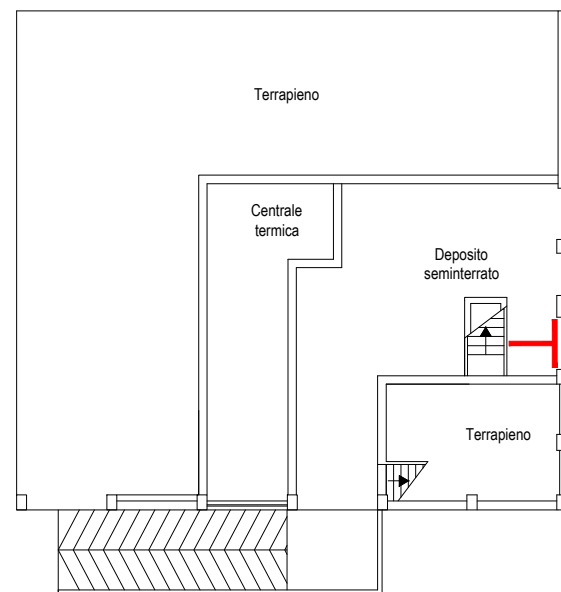 Terrapieno
Centrale
termica
Deposito
seminterrato
Terrapieno